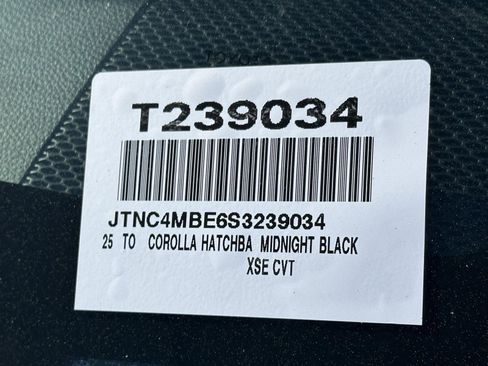 T239034
JTNC4MBE6S3239034
25 TO COROLLA HATCHBA MIDNIGHT BLACK
XSE CVT